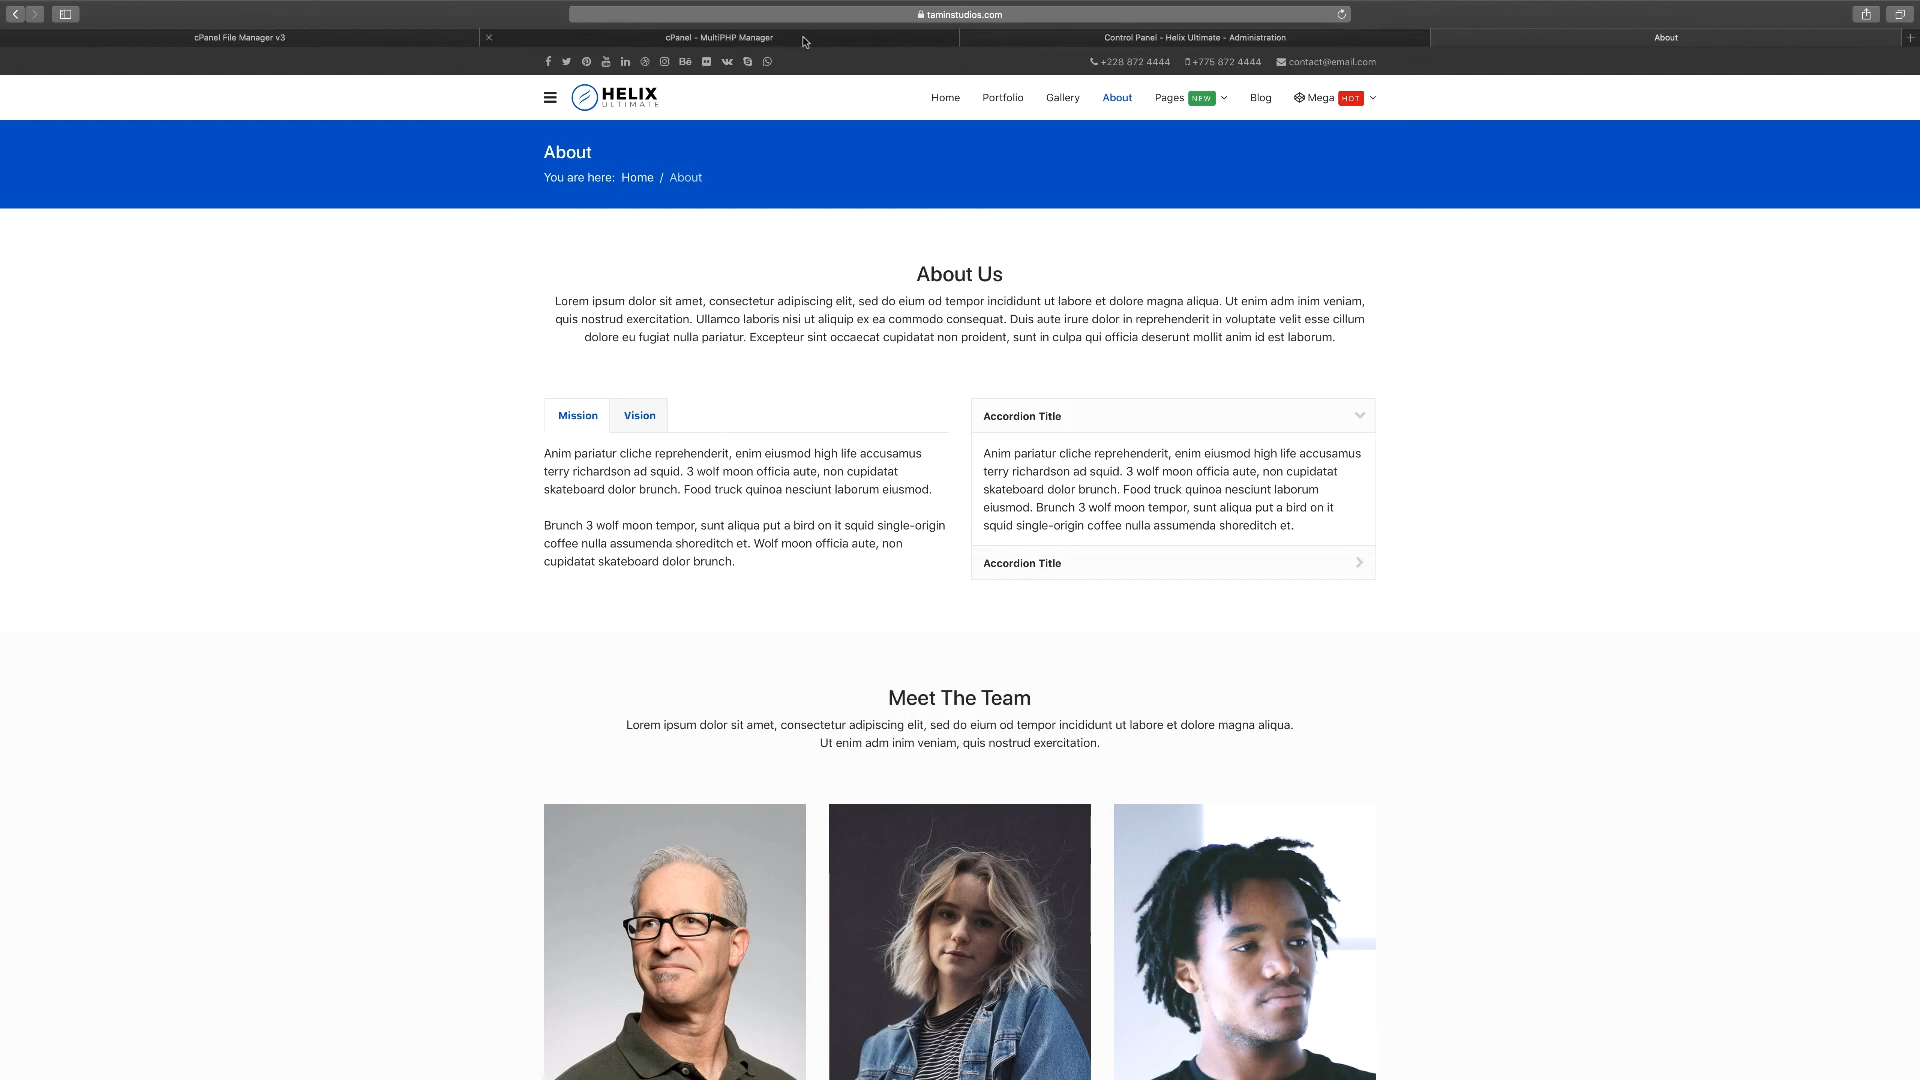 taminstudios.com
cPanel File Manager v3
cPanel - MultiPHP Manager
Control Panel - Helix Ultimate - Administration
About
+228 872 4444
+775 872 4444
contact@email.com
HELIX
ULTIMATE
Home
Portfolio
Gallery
About
Pages NEW
Blog
Mega HOT
About
You are here: Home / About
About Us
Lorem ipsum dolor sit amet, consectetur adipiscing elit, sed do eium od tempor incididunt ut labore et dolore magna aliqua. Ut enim adm inim veniam,
quis nostrud exercitation. Ullamco laboris nisi ut aliquip ex ea commodo consequat. Duis aute irure dolor in reprehenderit in voluptate velit esse cillum
dolore eu fugiat nulla pariatur. Excepteur sint occaecat cupidatat non proident, sunt in culpa qui officia deserunt mollit anim id est laborum.
Mission
Vision
Anim pariatur cliche reprehenderit, enim eiusmod high life accusamus
terry richardson ad squid. 3 wolf moon officia aute, non cupidatat
skateboard dolor brunch. Food truck quinoa nesciunt laborum eiusmod.
Brunch 3 wolf moon tempor, sunt aliqua put a bird on it squid single-origin
coffee nulla assumenda shoreditch et. Wolf moon officia aute, non
cupidatat skateboard dolor brunch.
Accordion Title
Anim pariatur cliche reprehenderit, enim eiusmod high life accusamus
terry richardson ad squid. 3 wolf moon officia aute, non cupidatat
skateboard dolor brunch. Food truck quinoa nesciunt laborum
eiusmod. Brunch 3 wolf moon tempor, sunt aliqua put a bird on it
squid single-origin coffee nulla assumenda shoreditch et.
Accordion Title
Meet The Team
Lorem ipsum dolor sit amet, consectetur adipiscing elit, sed do eium od tempor incididunt ut labore et dolore magna aliqua.
Ut enim adm inim veniam, quis nostrud exercitation.